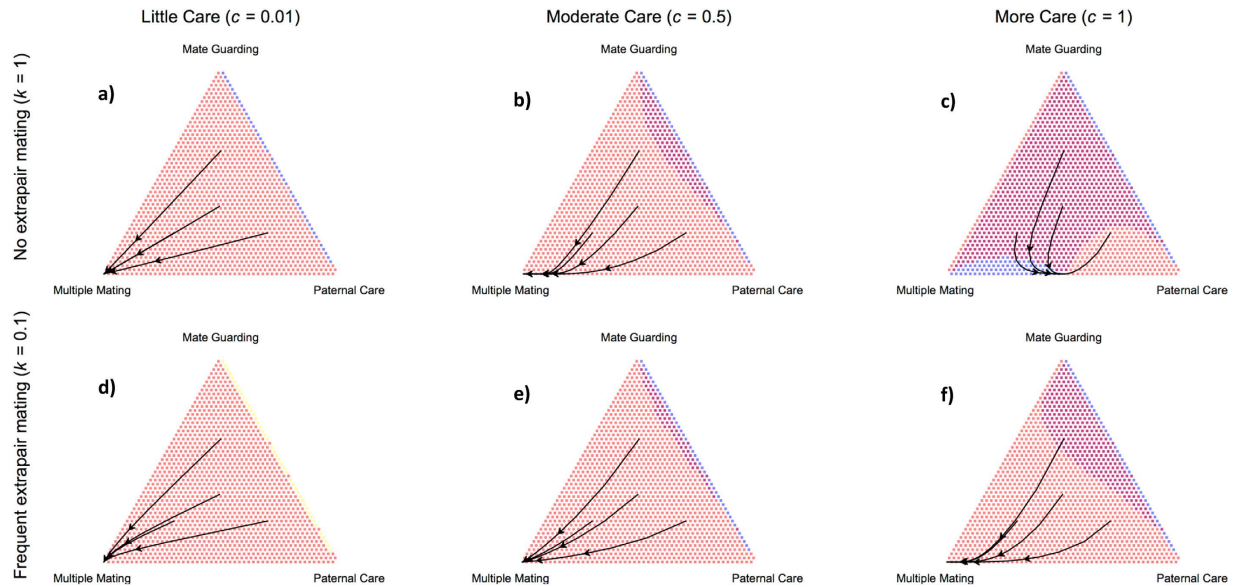 Little Care (c = 0.01)
Moderate Care (c = 0.5)
More Care (c = 1)
No extrapair mating (k = 1)
Mate Guarding
a)
Multiple Mating
Paternal Care
Mate Guarding
b)
Multiple Mating
Paternal Care
Mate Guarding
c)
Multiple Mating
Paternal Care
Frequent extrapair mating (k = 0.1)
Mate Guarding
d)
Multiple Mating
Paternal Care
Mate Guarding
e)
Multiple Mating
Paternal Care
Mate Guarding
f)
Multiple Mating
Paternal Care